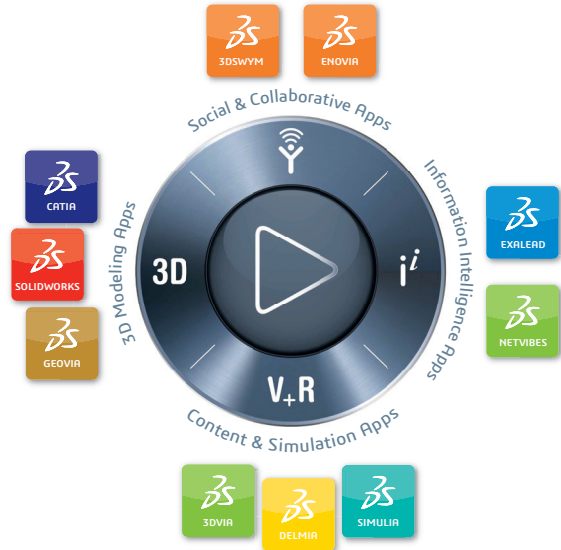 3DSWYM
ENOVIA
Social & Collaborative Apps
CATIA
SOLIDWORKS
GEOVIA
3D Modeling Apps
3D
i i
V+R
Information Intelligence Apps
EXALEAD
NETVIBES
Content & Simulation Apps
3DVIA
DELMIA
SIMULIA